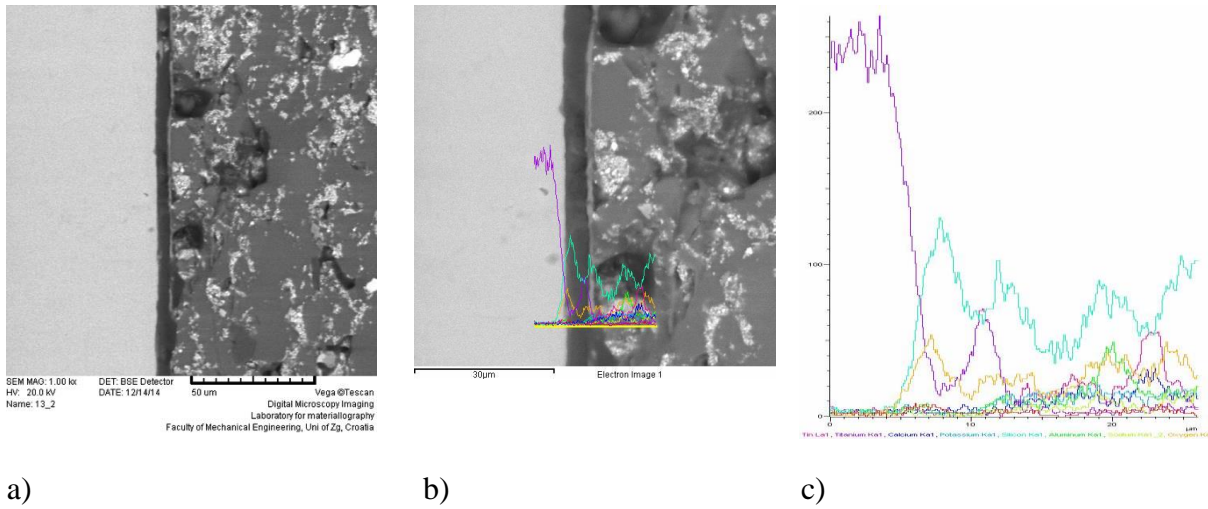 SEM MAG: 1.00 kx DET: BSE Detector
HV: 20.0 kV DATE: 12/14/14 50 um Vega ©Tescan
Name: 13_2 Digital Microscopy Imaging
Laboratory for materiallography
Faculty of Mechanical Engineering, Uni of Zg, Croatia
30µm Electron Image 1
200
100
0
0 10 20 µm
Tin La1, Titanium Ka1, Calcium Ka1, Potassium Ka1, Silicon Ka1, Aluminum Ka1, Sodium Ka1_2, Oxygen Ka
a) b) c)